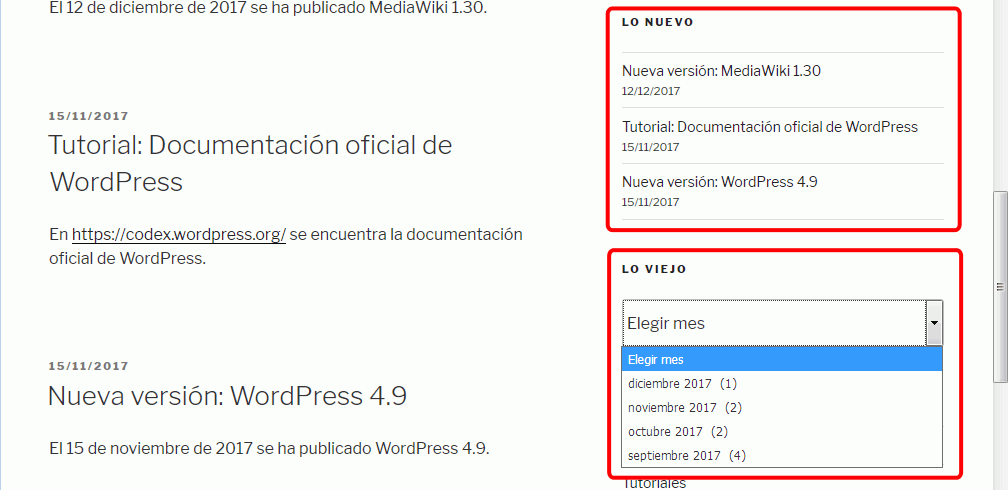 El 12 de diciembre de 2017 se ha publicado MediaWiki 1.30.
15/11/2017
Tutorial: Documentación oficial de
WordPress
En https://codex.wordpress.org/ se encuentra la documentación
oficial de WordPress.
15/11/2017
Nueva versión: WordPress 4.9
El 15 de noviembre de 2017 se ha publicado WordPress 4.9.
LO NUEVO
Nueva versión: MediaWiki 1.30
12/12/2017
Tutorial: Documentación oficial de WordPress
15/11/2017
Nueva versión: WordPress 4.9
15/11/2017
LO VIEJO
Elegir mes
Elegir mes
diciembre 2017 (1)
noviembre 2017 (2)
octubre 2017 (2)
septiembre 2017 (4)
Tutoriales